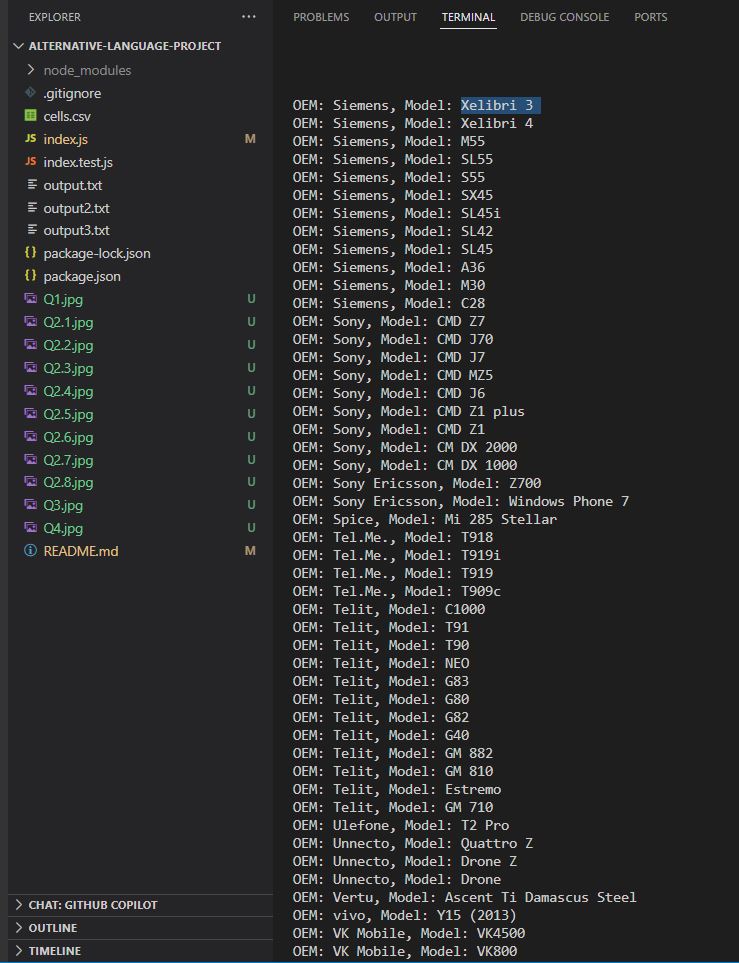 EXPLORER
ALTERNATIVE-LANGUAGE-PROJECT
node_modules
.gitignore
cells.csv
JS index.js M
JS index.test.js
output.txt
output2.txt
output3.txt
{} package-lock.json
{} package.json
Q1.jpg U
Q2.1.jpg U
Q2.2.jpg U
Q2.3.jpg U
Q2.4.jpg U
Q2.5.jpg U
Q2.6.jpg U
Q2.7.jpg U
Q2.8.jpg U
Q3.jpg U
Q4.jpg U
README.md M
CHAT: GITHUB COPILOT
OUTLINE
TIMELINE
PROBLEMS OUTPUT TERMINAL DEBUG CONSOLE PORTS
OEM: Siemens, Model: Xelibri 3
OEM: Siemens, Model: Xelibri 4
OEM: Siemens, Model: M55
OEM: Siemens, Model: SL55
OEM: Siemens, Model: S55
OEM: Siemens, Model: SX45
OEM: Siemens, Model: SL45i
OEM: Siemens, Model: SL42
OEM: Siemens, Model: SL45
OEM: Siemens, Model: A36
OEM: Siemens, Model: M30
OEM: Siemens, Model: C28
OEM: Sony, Model: CMD Z7
OEM: Sony, Model: CMD J70
OEM: Sony, Model: CMD J7
OEM: Sony, Model: CMD MZ5
OEM: Sony, Model: CMD J6
OEM: Sony, Model: CMD Z1 plus
OEM: Sony, Model: CMD Z1
OEM: Sony, Model: CM DX 2000
OEM: Sony, Model: CM DX 1000
OEM: Sony Ericsson, Model: Z700
OEM: Sony Ericsson, Model: Windows Phone 7
OEM: Spice, Model: Mi 285 Stellar
OEM: Tel.Me., Model: T918
OEM: Tel.Me., Model: T919i
OEM: Tel.Me., Model: T919
OEM: Tel.Me., Model: T909c
OEM: Telit, Model: C1000
OEM: Telit, Model: T91
OEM: Telit, Model: T90
OEM: Telit, Model: NEO
OEM: Telit, Model: G83
OEM: Telit, Model: G80
OEM: Telit, Model: G82
OEM: Telit, Model: G40
OEM: Telit, Model: GM 882
OEM: Telit, Model: GM 810
OEM: Telit, Model: Estremo
OEM: Telit, Model: GM 710
OEM: Ulefone, Model: T2 Pro
OEM: Unnecto, Model: Quattro Z
OEM: Unnecto, Model: Drone Z
OEM: Unnecto, Model: Drone
OEM: Vertu, Model: Ascent Ti Damascus Steel
OEM: vivo, Model: Y15 (2013)
OEM: VK Mobile, Model: VK4500
OEM: VK Mobile, Model: VK800